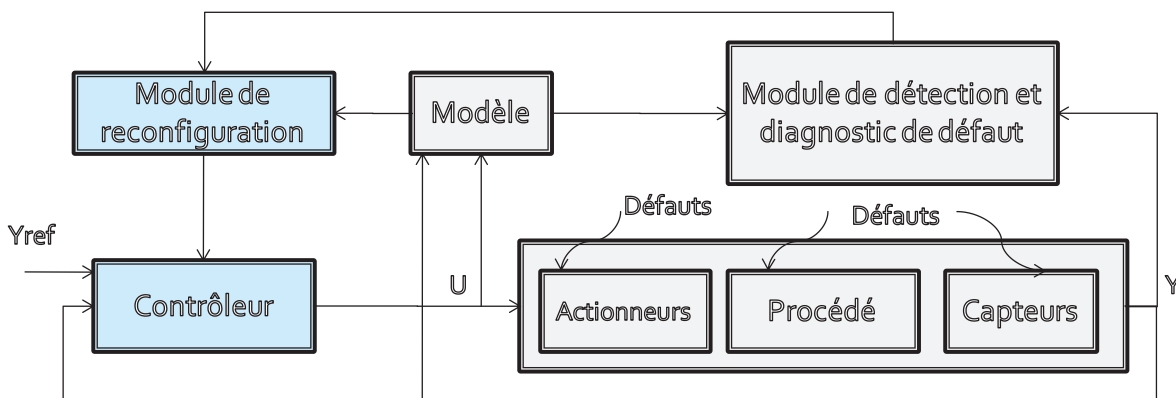 Module de
reconfiguration
Modèle
Module de détection et
diagnostic de défaut
Défauts
Défauts
Yref
Contrôleur
U
Actionneurs
Procédé
Capteurs
Y